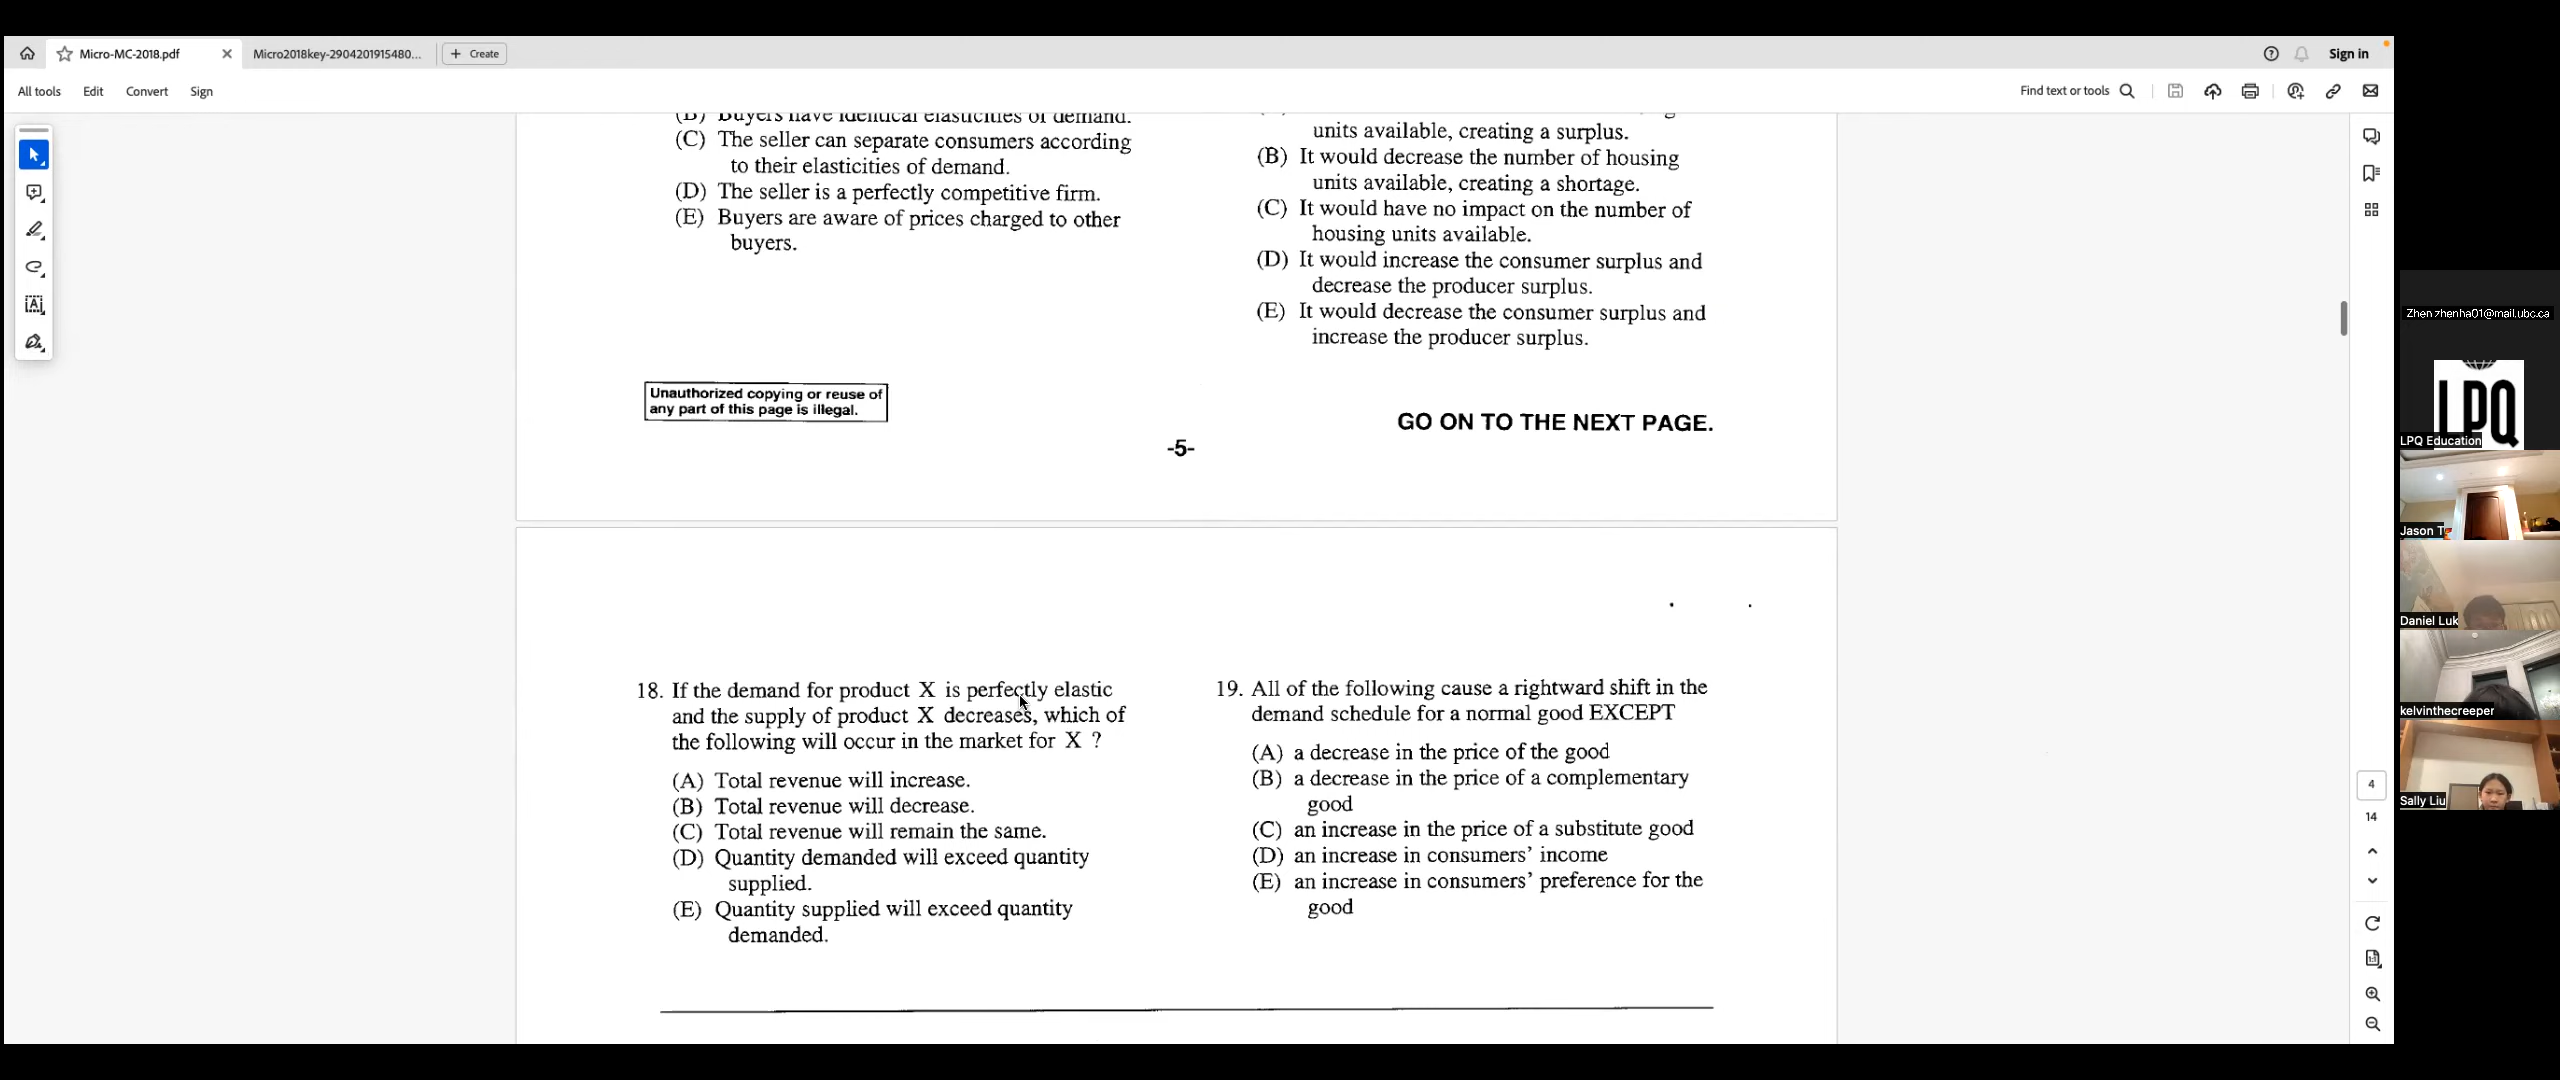 Micro-MC-2018.pdf
Micro2018key-2904201915480...
Create
Sign in
All tools
Edit
Convert
Sign
Find text or tools
(B) Buyers have identical elasticities of demand.
(C) The seller can separate consumers according
to their elasticities of demand.
(D) The seller is a perfectly competitive firm.
(E) Buyers are aware of prices charged to other
buyers.
units available, creating a surplus.
(B) It would decrease the number of housing
units available, creating a shortage.
(C) It would have no impact on the number of
housing units available.
(D) It would increase the consumer surplus and
decrease the producer surplus.
(E) It would decrease the consumer surplus and
increase the producer surplus.
Unauthorized copying or reuse of
any part of this page is illegal.
GO ON TO THE NEXT PAGE.
-5-
18. If the demand for product X is perfectly elastic
and the supply of product X decreases, which of
the following will occur in the market for X ?
(A) Total revenue will increase.
(B) Total revenue will decrease.
(C) Total revenue will remain the same.
(D) Quantity demanded will exceed quantity
supplied.
(E) Quantity supplied will exceed quantity
demanded.
19. All of the following cause a rightward shift in the
demand schedule for a normal good EXCEPT
(A) a decrease in the price of the good
(B) a decrease in the price of a complementary
good
(C) an increase in the price of a substitute good
(D) an increase in consumers' income
(E) an increase in consumers' preference for the
good
4
14
Zhen zhenha01@mail.ubc.ca
LPQ
LPQ Education
Jason T
Daniel Luk
kelvinthecreeper
Sally Liu